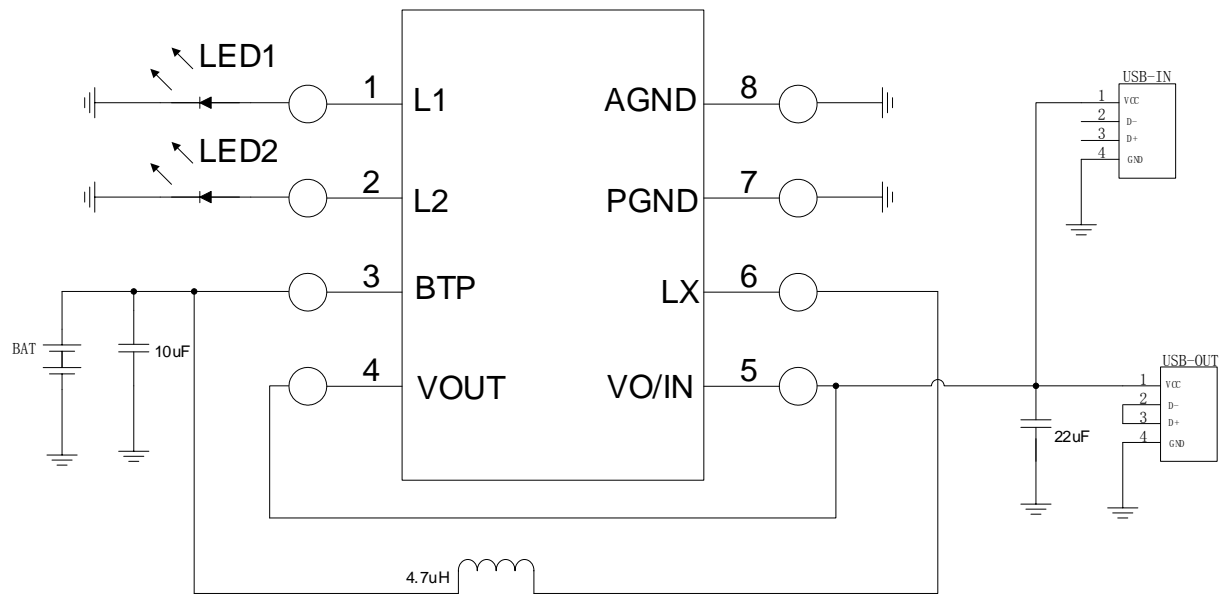 LED1
1 L1
LED2
2 L2
3 BTP
4 VOUT
AGND 8
PGND 7
LX 6
VO/IN 5
BAT
10uF
4.7uH
22uF
USB-IN
1 VCC
2 D-
3 D+
4 GND
USB-OUT
1 VCC
2 D-
3 D+
4 GND